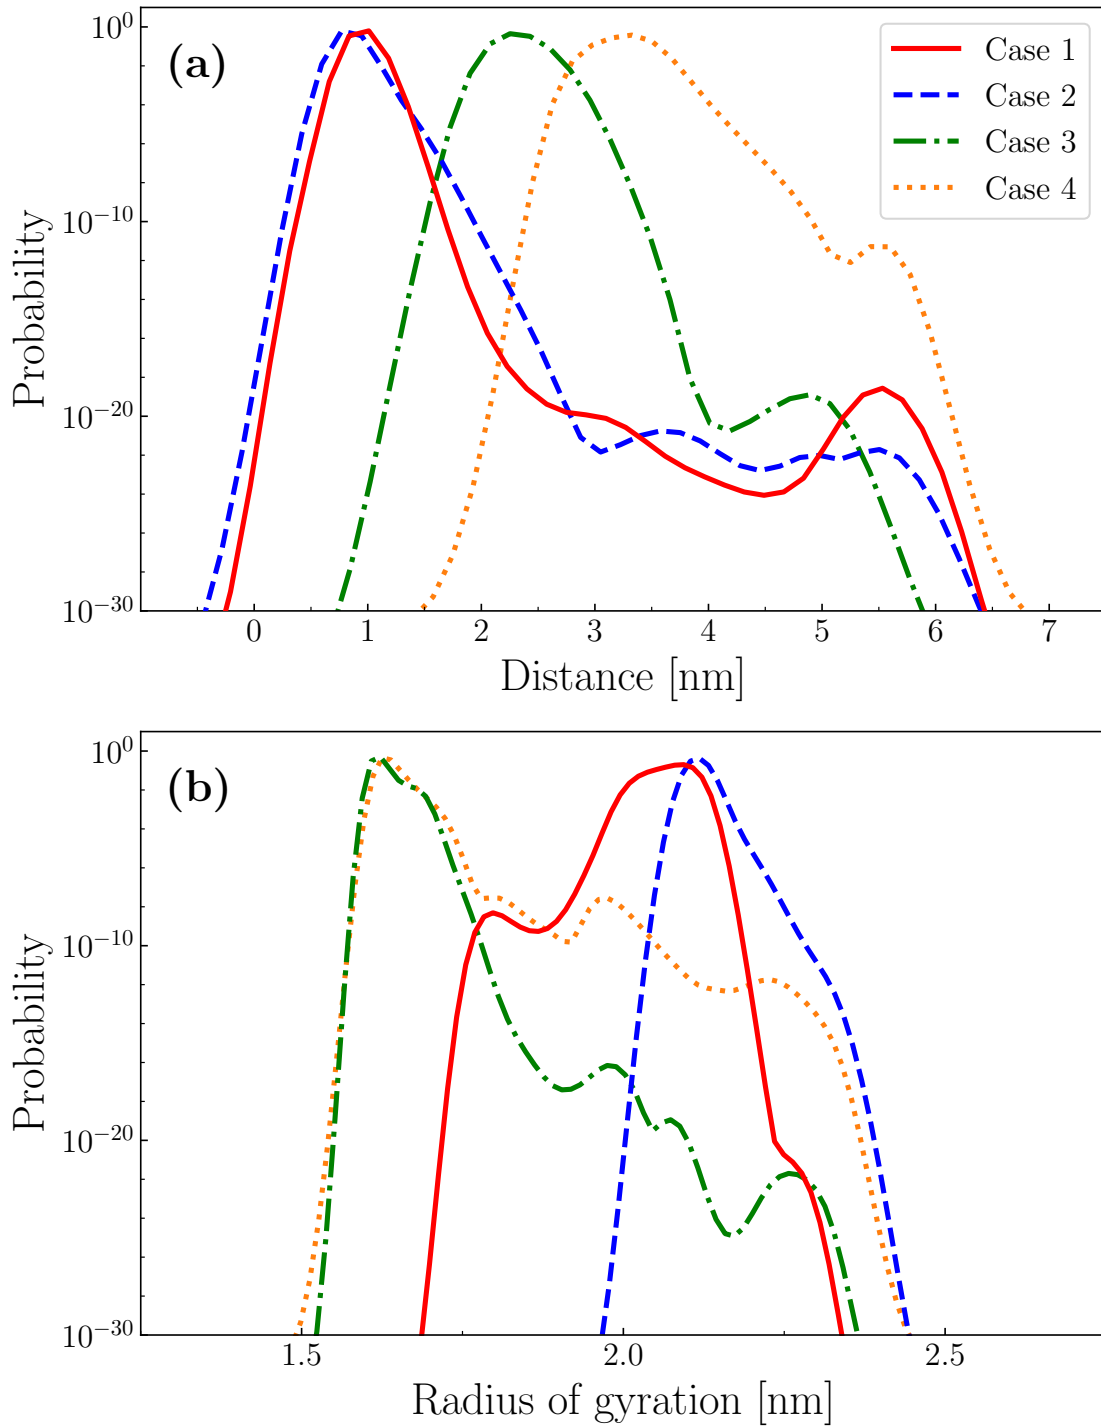 (a)
Case 1
Case 2
Case 3
Case 4
10^0
10^{-10}
10^{-20}
10^{-30}
Probability
0 1 2 3 4 5 6 7
Distance [nm]
(b)
10^0
10^{-10}
10^{-20}
10^{-30}
Probability
1.5 2.0 2.5
Radius of gyration [nm]